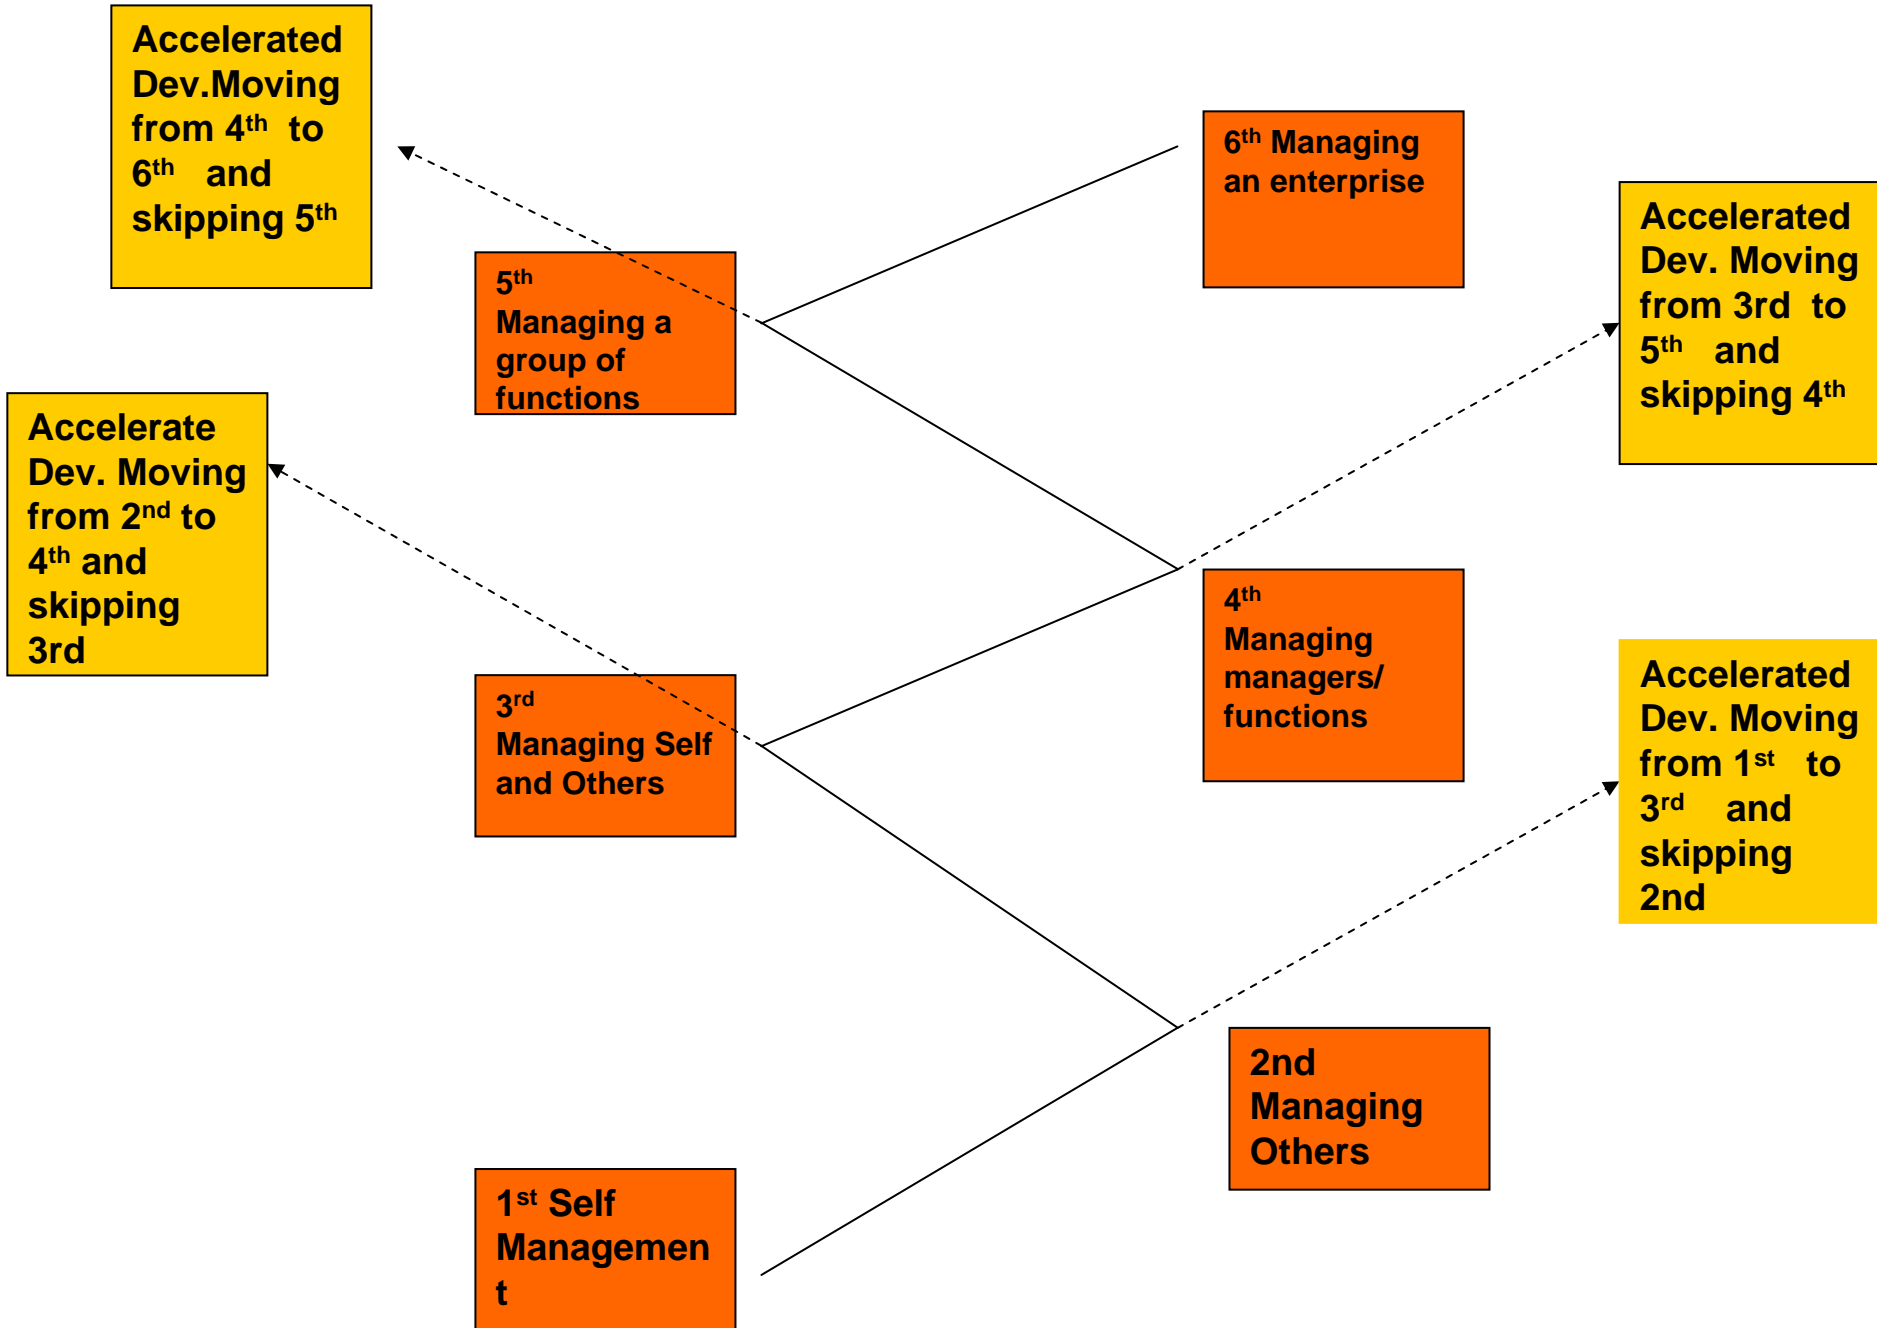 Accelerated
Dev.Moving
from 4th to
6th and
skipping 5th
6th Managing
an enterprise
Accelerated
Dev. Moving
from 3rd to
5th and
skipping 4th
5th
Managing a
group of
functions
Accelerate
Dev. Moving
from 2nd to
4th and
skipping
3rd
4th
Managing
managers/
functions
3rd
Managing Self
and Others
Accelerated
Dev. Moving
from 1st to
3rd and
skipping
2nd
2nd
Managing
Others
1st Self
Managemen
t